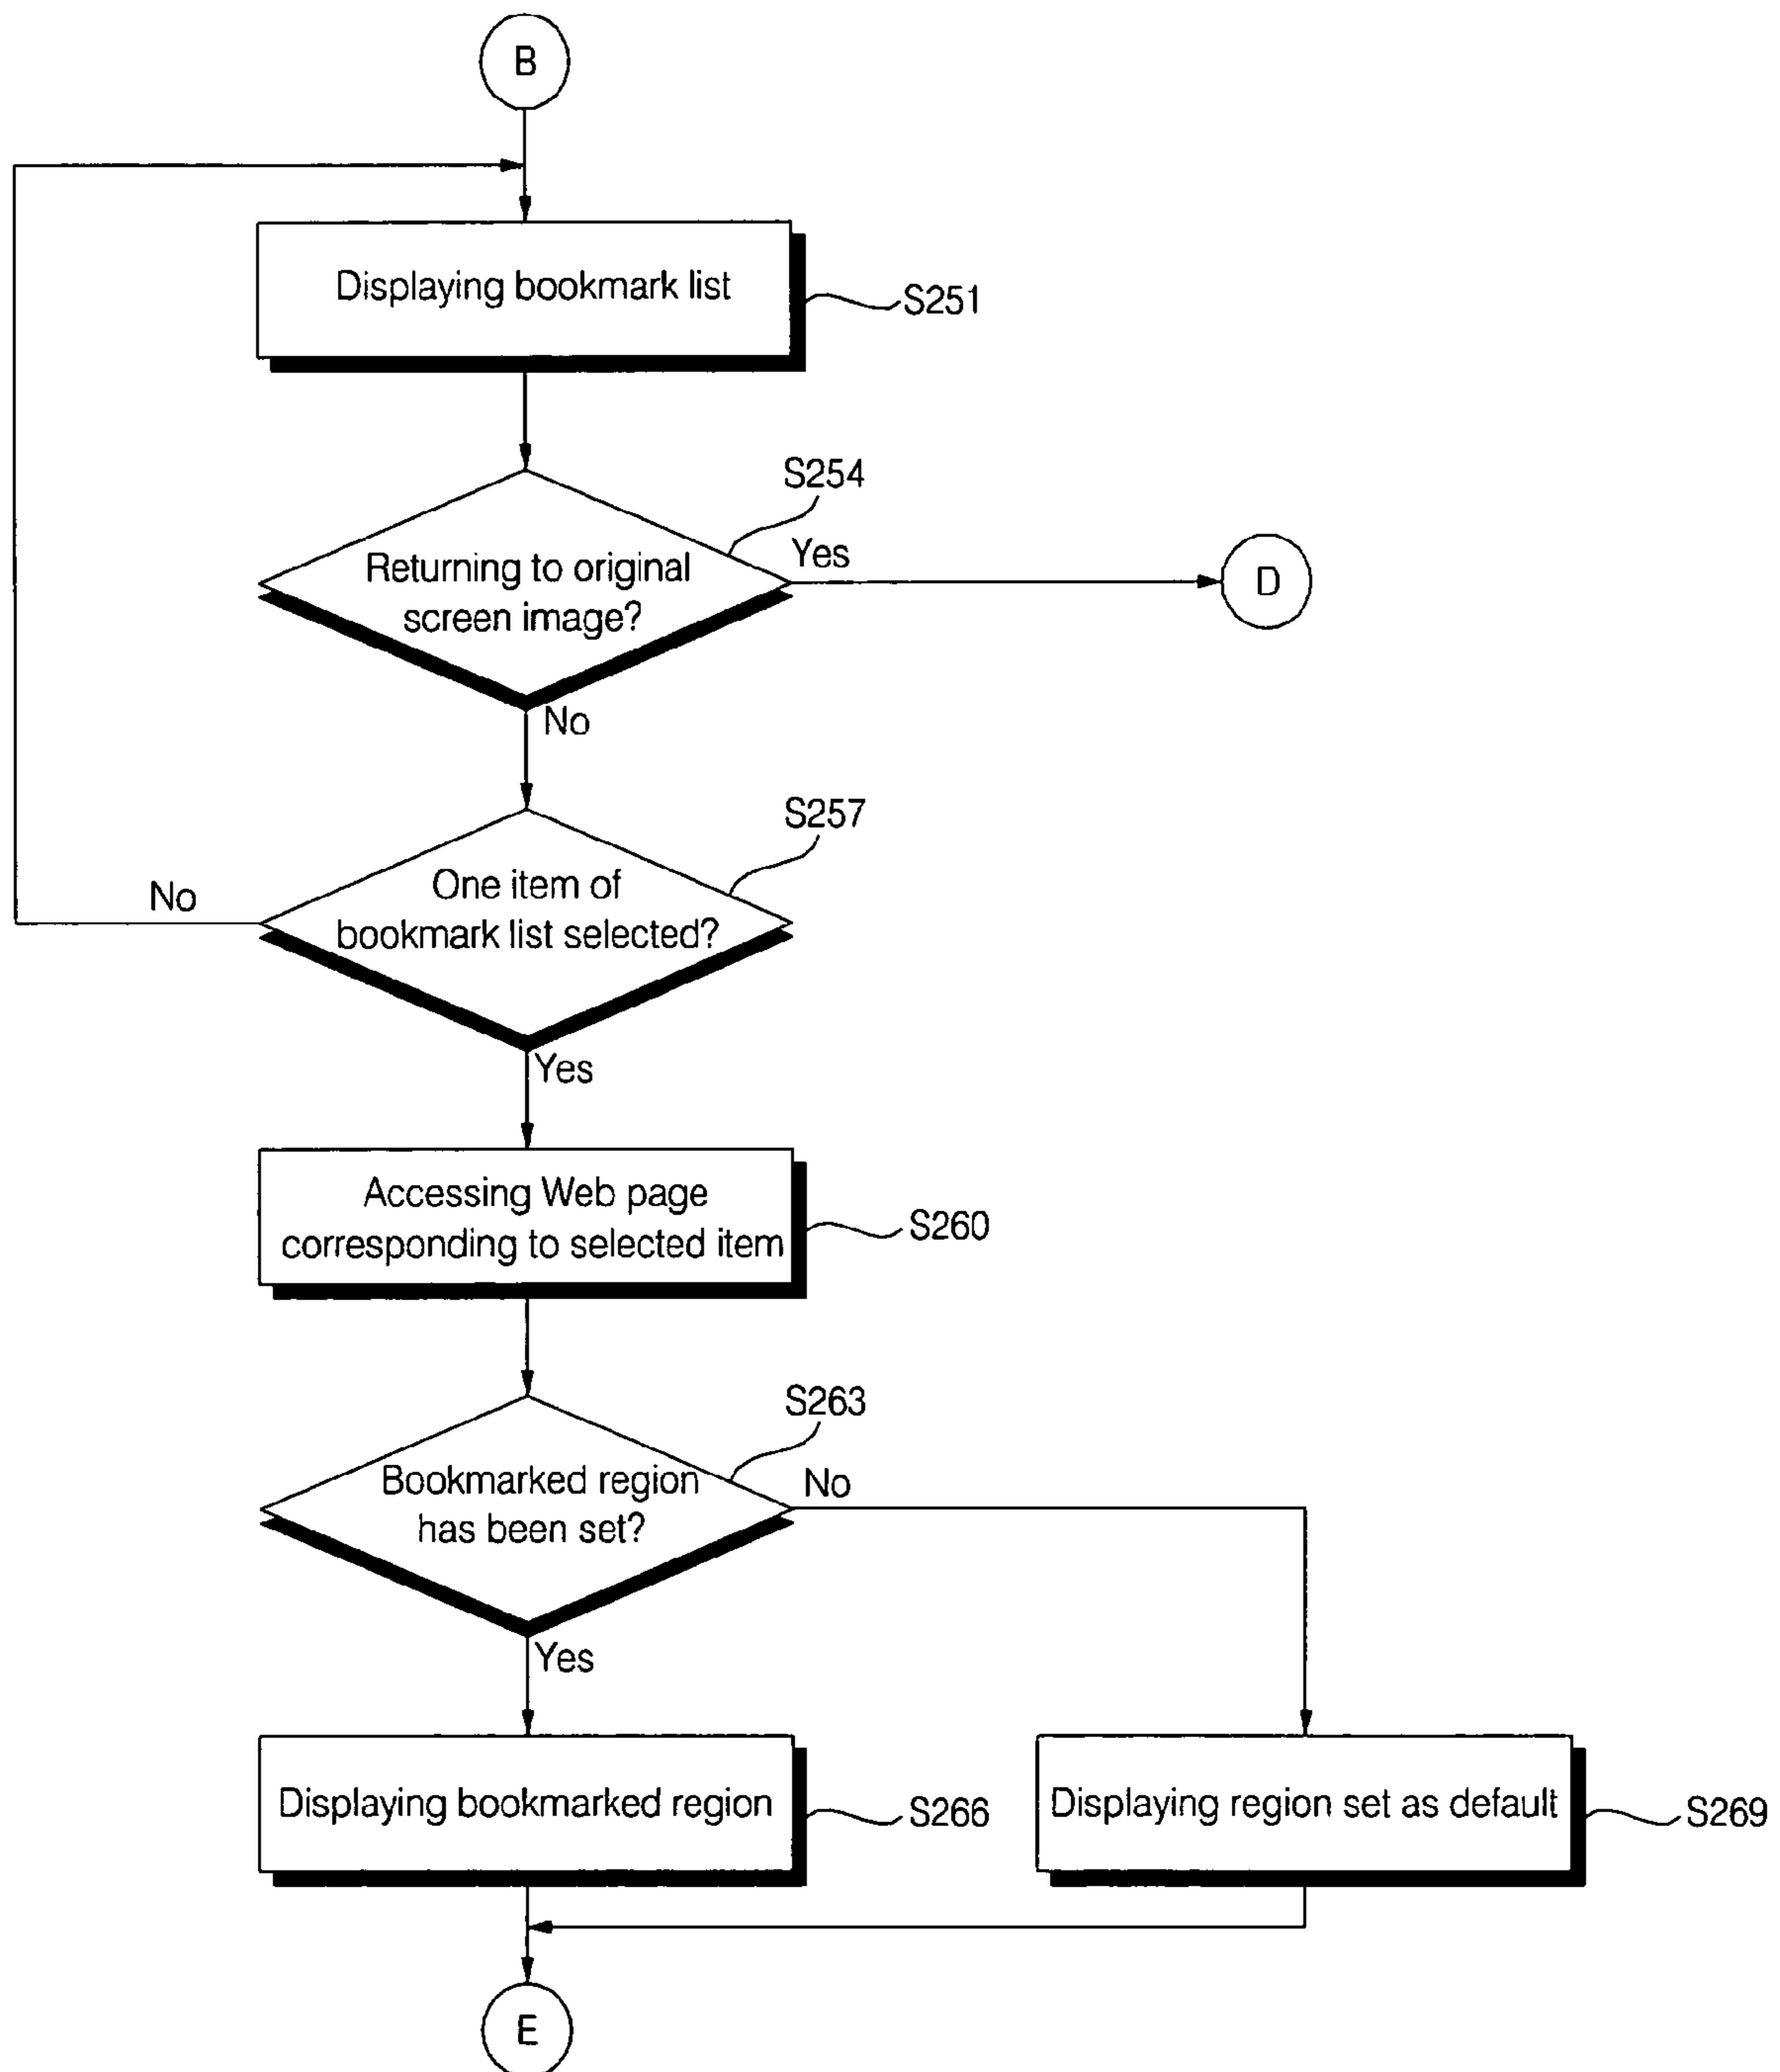 B
Displaying bookmark list
S251
S254
Returning to original
screen image?
Yes
D
No
S257
One item of
bookmark list selected?
No
Yes
Accessing Web page
corresponding to selected item
S260
S263
Bookmarked region
has been set?
No
Yes
Displaying bookmarked region
S266
Displaying region set as default
S269
E